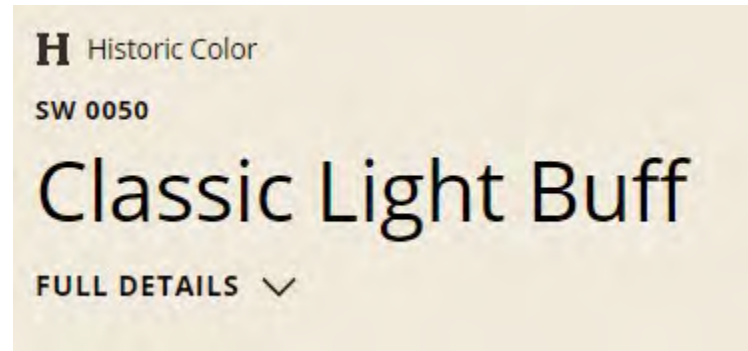 H Historic Color
SW 0050
Classic Light Buff
FULL DETAILS